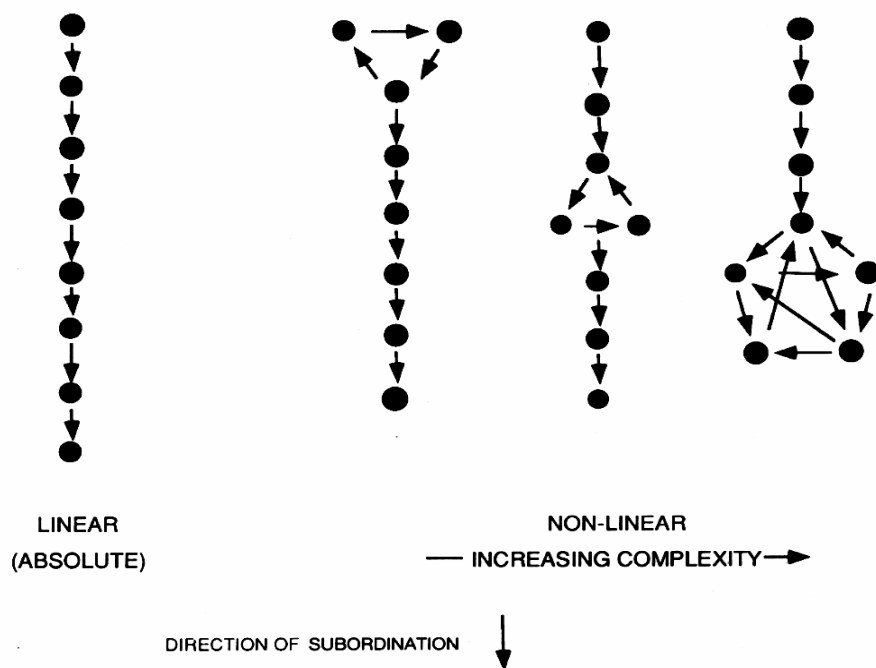 LINEAR
(ABSOLUTE)
NON-LINEAR
INCREASING COMPLEXITY
DIRECTION OF SUBORDINATION